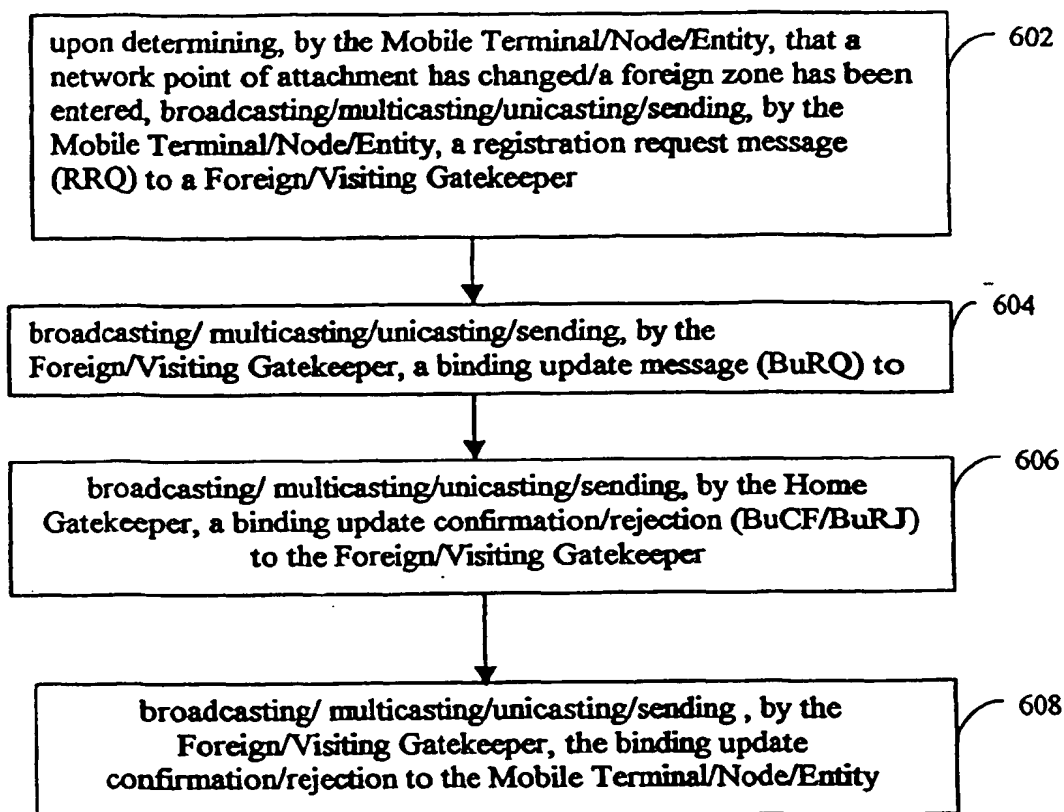 upon determining, by the Mobile Terminal/Node/Entity, that a
network point of attachment has changed/a foreign zone has been
entered, broadcasting/multicasting/unicasting/sending, by the
Mobile Terminal/Node/Entity, a registration request message
(RRQ) to a Foreign/Visiting Gatekeeper
602
broadcasting/ multicasting/unicasting/sending, by the
Foreign/Visiting Gatekeeper, a binding update message (BuRQ) to
604
broadcasting/ multicasting/unicasting/sending, by the Home
Gatekeeper, a binding update confirmation/rejection (BuCF/BuRJ)
to the Foreign/Visiting Gatekeeper
606
broadcasting/ multicasting/unicasting/sending , by the
Foreign/Visiting Gatekeeper, the binding update
confirmation/rejection to the Mobile Terminal/Node/Entity
608